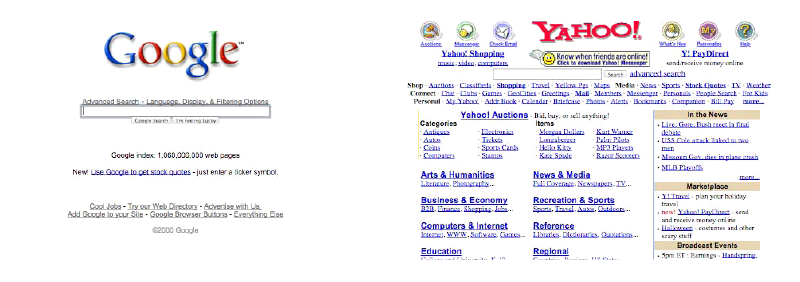 Google™
Advanced Search - Language, Display, & Filtering Options
Google Search I'm Feeling Lucky
Google index: 1,060,000,000 web pages
New! Use Google to get stock quotes - just enter a ticker symbol.
Cool Jobs - Try our Web Directory - Advertise with Us
Add Google to your Site - Google Browser Buttons - Everything Else
©2000 Google
YAHOO!
Auctions Messenger Check Email What's New Personalize Help
Yahoo! Shopping
music, video, computers
Know when friends are online!
Click to download Yahoo! Messenger
Y! PayDirect
send/receive money online
Search advanced search
Shop · Auctions · Classifieds · Shopping · Travel · Yellow Pgs · Maps Media · News · Sports · Stock Quotes · TV · Weather
Connect · Chat · Clubs · Games · GeoCities · Greetings · Mail · Members · Messenger · Personals · People Search · For Kids
Personal · My Yahoo! · Addr Book · Calendar · Briefcase · Photos · Alerts · Bookmarks · Companion · Bill Pay more...
Yahoo! Auctions - Bid, buy, or sell anything!
Categories Items
· Antiques · Electronics · Morgan Dollars · Kurt Warner
· Autos · Tickets · Longaberger · Palm Pilots
· Coins · Sports Cards · Hello Kitty · MP3 Players
· Computers · Stamps · Kate Spade · Razor Scooters
Arts & Humanities
Literature, Photography...
News & Media
Full Coverage, Newspapers, TV...
Business & Economy
B2B, Finance, Shopping, Jobs...
Recreation & Sports
Sports, Travel, Autos, Outdoors...
Computers & Internet
Internet, WWW, Software, Games...
Reference
Libraries, Dictionaries, Quotations...
Education
Regional
In the News
· Live: Gore, Bush meet in final
debate
· USS Cole attack linked to two
men
· Missouri Gov. dies in plane crash
· MLB Playoffs
more...
Marketplace
· Y! Travel - plan your holiday
travel
· new! Yahoo! PayDirect - send
and receive money online
· Halloween - costumes and other
scary stuff
Broadcast Events
· 5pm ET : Earnings - Handspring,